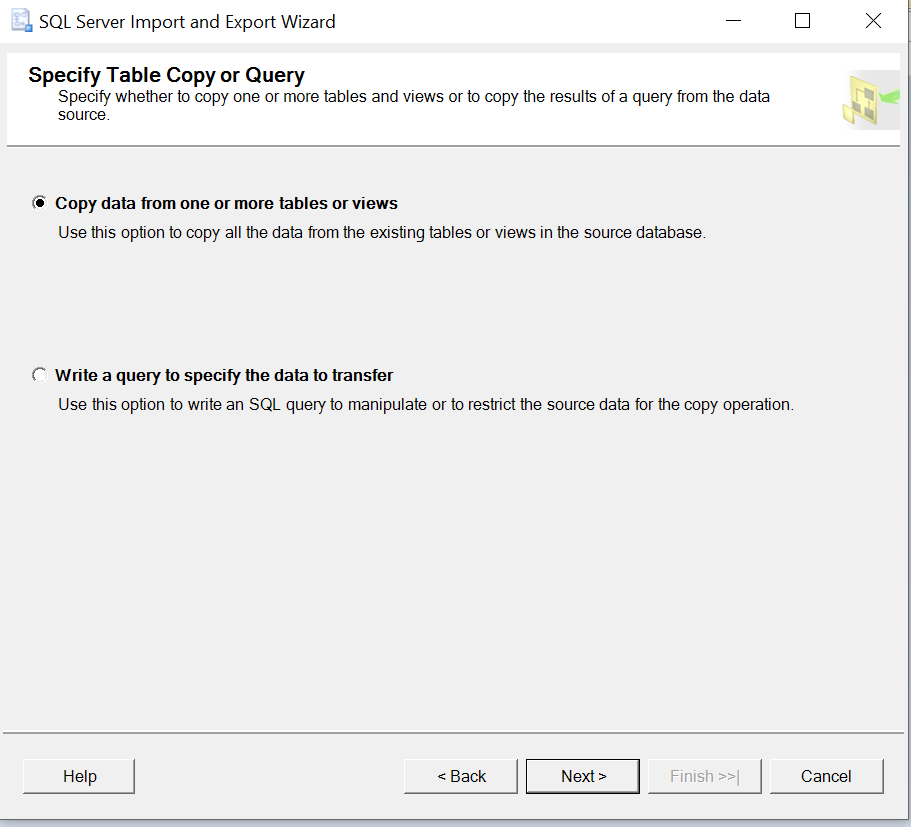 SQL Server Import and Export Wizard
Specify Table Copy or Query
Specify whether to copy one or more tables and views or to copy the results of a query from the data
source.
Copy data from one or more tables or views
Use this option to copy all the data from the existing tables or views in the source database.
Write a query to specify the data to transfer
Use this option to write an SQL query to manipulate or to restrict the source data for the copy operation.
Help
< Back
Next >
Finish >>|
Cancel